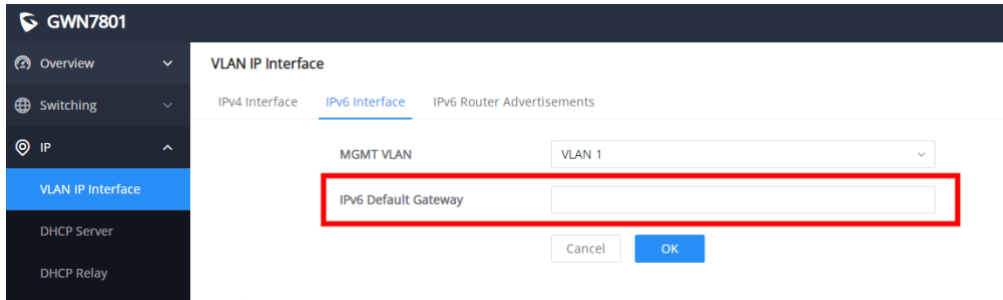 GWN7801
Overview
Switching
IP
VLAN IP Interface
DHCP Server
DHCP Relay
VLAN IP Interface
IPv4 Interface IPv6 Interface IPv6 Router Advertisements
MGMT VLAN VLAN 1
IPv6 Default Gateway
Cancel OK